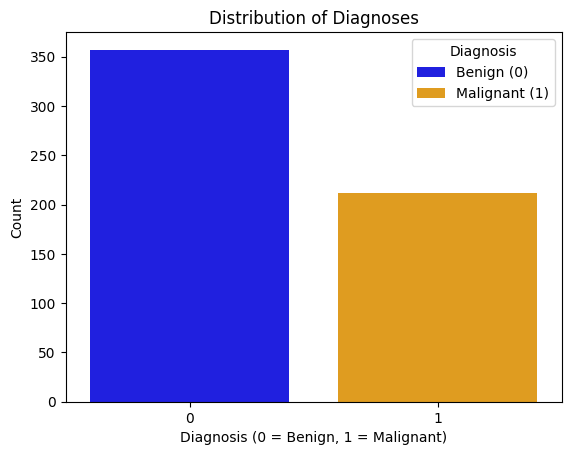 Distribution of Diagnoses
Diagnosis
Benign (0)
Malignant (1)
Count
350
300
250
200
150
100
50
0
0 1
Diagnosis (0 = Benign, 1 = Malignant)